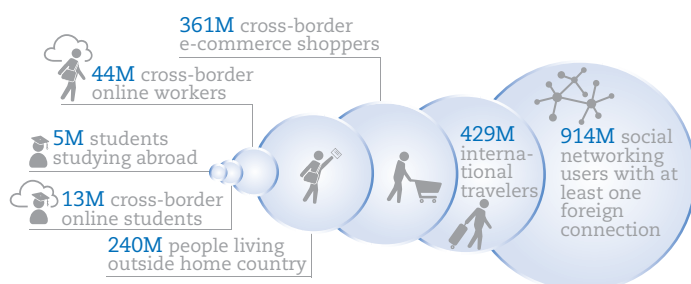 361M cross-border
e-commerce shoppers
44M cross-border
online workers
5M students
studying abroad
13M cross-border
online students
240M people living
outside home country
429M
interna-
tional
travelers
914M social
networking
users with at
least one
foreign
connection